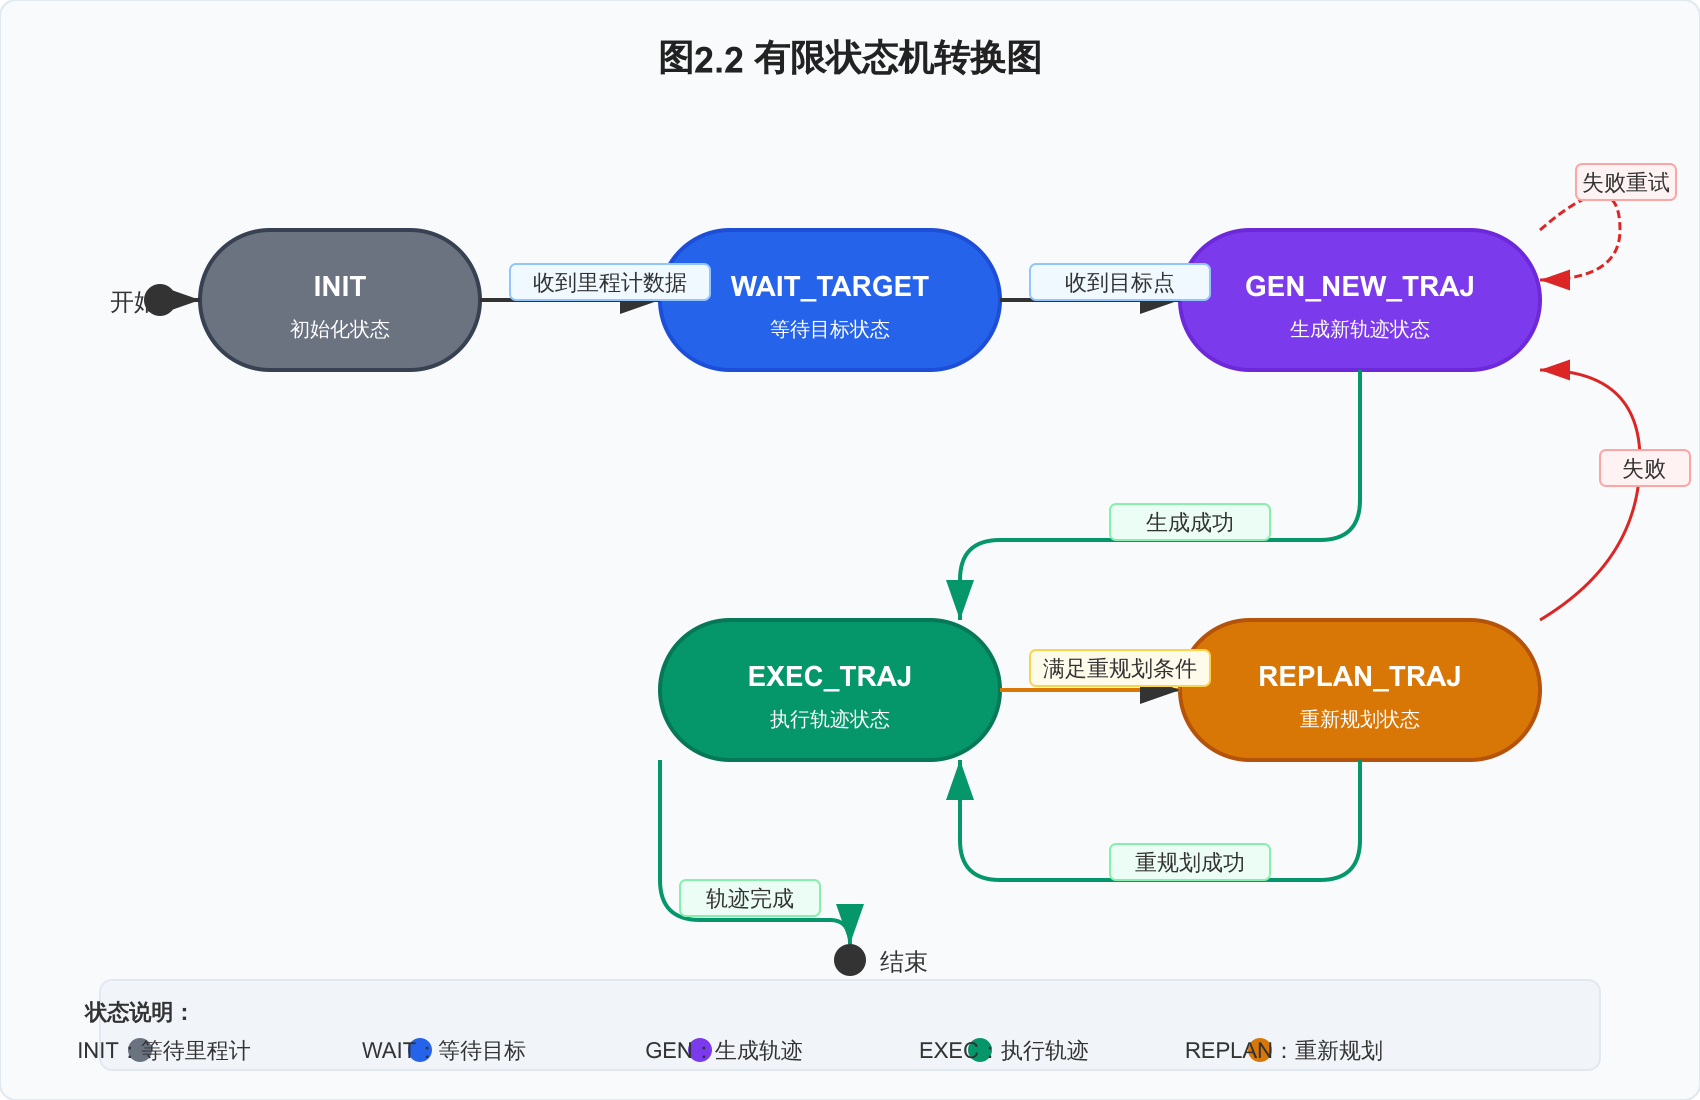 图2.2 有限状态机转换图
失败重试
开始
INIT
初始化状态
收到里程计数据
WAIT_TARGET
等待目标状态
收到目标点
GEN_NEW_TRAJ
生成新轨迹状态
失败
生成成功
EXEC_TRAJ
执行轨迹状态
满足重规划条件
REPLAN_TRAJ
重新规划状态
重规划成功
轨迹完成
结束
状态说明：
INIT：等待里程计
WAIT：等待目标
GEN：生成轨迹
EXEC：执行轨迹
REPLAN：重新规划